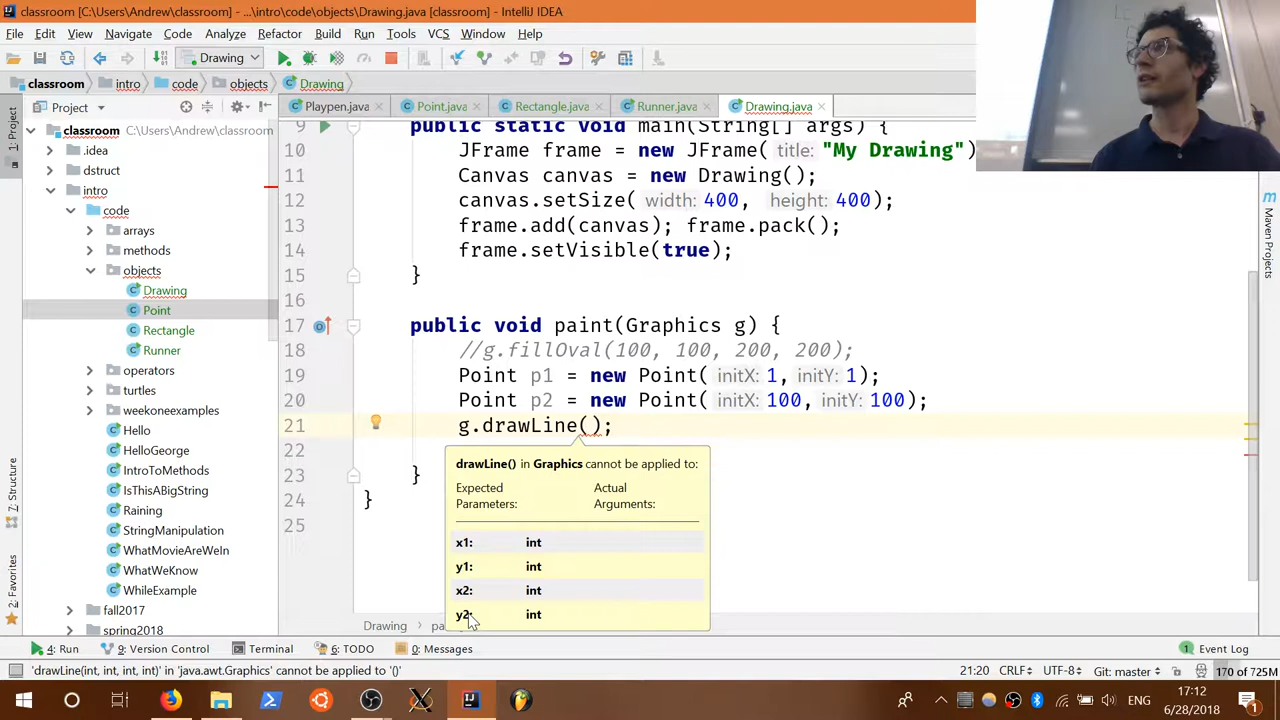 classroom [C:\Users\Andrew\classroom] - ...\intro\code\objects\Drawing.java [classroom] - IntelliJ IDEA
File Edit View Navigate Code Analyze Refactor Build Run Tools VCS Window Help
Drawing
classroom intro code objects Drawing
Project
Playpen.java Point.java Rectangle.java Runner.java Drawing.java
1: Project
Maven Projects
7: Structure
2: Favorites
classroom C:\Users\Andrew\classroom
.idea
dstruct
intro
code
arrays
methods
objects
Drawing
Point
Rectangle
Runner
operators
turtles
weekoneexamples
Hello
HelloGeorge
IntroToMethods
IsThisABigString
Raining
StringManipulation
WhatMovieAreWeIn
WhatWeKnow
WhileExample
fall2017
spring2018
9 public static void main(String[] args) {
10 JFrame frame = new JFrame( title: "My Drawing")
11 Canvas canvas = new Drawing();
12 canvas.setSize( width: 400, height: 400);
13 frame.add(canvas); frame.pack();
14 frame.setVisible(true);
15 }
16
17 public void paint(Graphics g) {
18 //g.fillOval(100, 100, 200, 200);
19 Point p1 = new Point( initX: 1, initY: 1);
20 Point p2 = new Point( initX: 100, initY: 100);
21 g.drawLine();
22
23 }
24 }
25
drawLine() in Graphics cannot be applied to:
Expected Parameters: Actual Arguments:
x1: int
y1: int
x2: int
y2: int
Drawing
4: Run 9: Version Control Terminal 6: TODO 0: Messages 1 Event Log
'drawLine(int, int, int, int)' in 'java.awt.Graphics' cannot be applied to '()' 21:20 CRLF UTF-8 Git: master 170 of 725M
ENG 17:12
6/28/2018 1